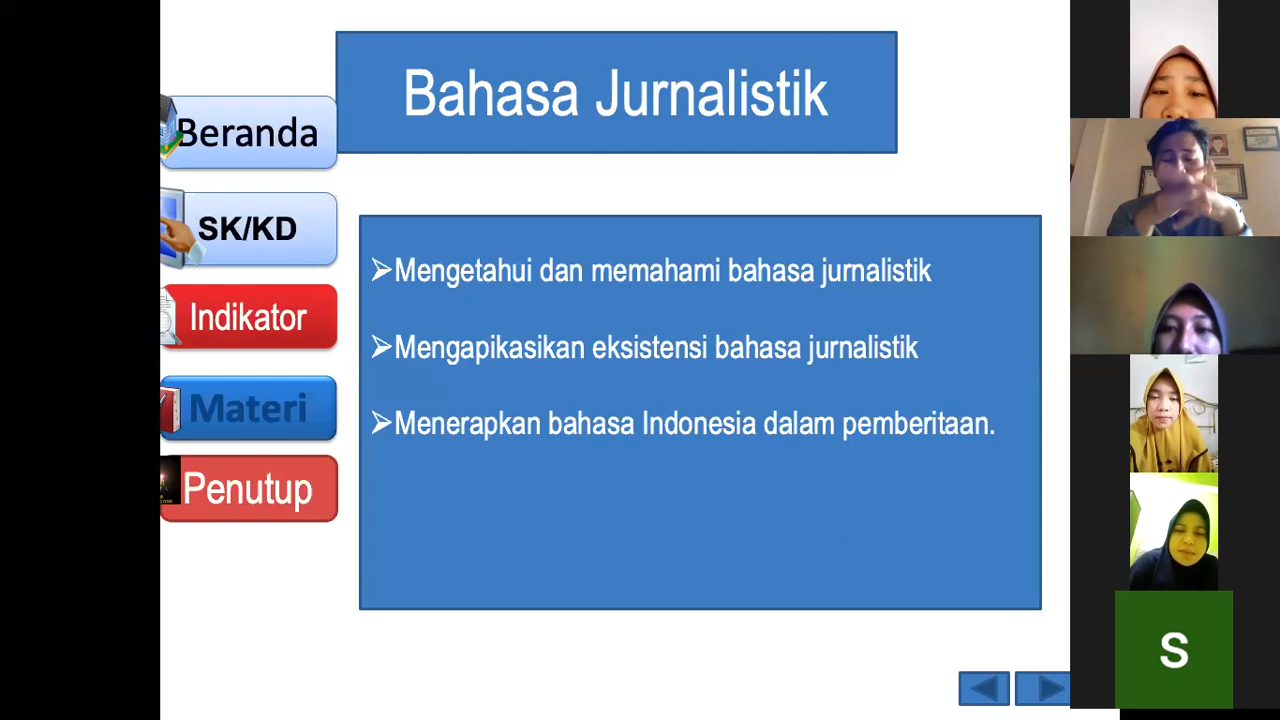 Bahasa Jurnalistik
Beranda
SK/KD
Indikator
Materi
Penutup
➢Mengetahui dan memahami bahasa jurnalistik
➢Mengapikasikan eksistensi bahasa jurnalistik
➢Menerapkan bahasa Indonesia dalam pemberitaan.
S